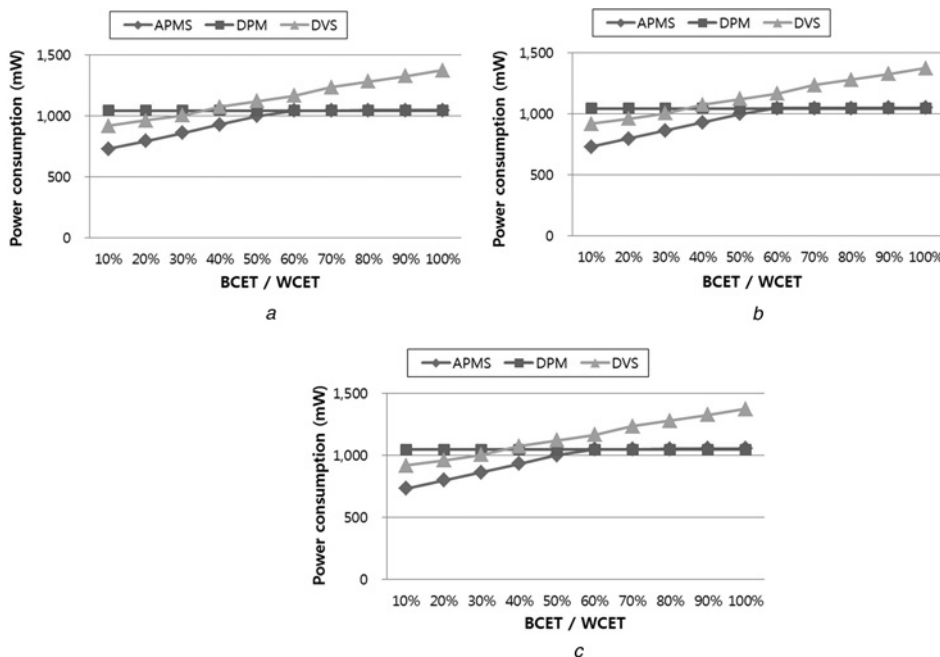 APMS DPM DVS
Power consumption (mW)
1,500
1,000
500
0
10% 20% 30% 40% 50% 60% 70% 80% 90% 100%
BCET / WCET
a
APMS DPM DVS
Power consumption (mW)
1,500
1,000
500
0
10% 20% 30% 40% 50% 60% 70% 80% 90% 100%
BCET / WCET
b
APMS DPM DVS
Power consumption (mW)
1,500
1,000
500
0
10% 20% 30% 40% 50% 60% 70% 80% 90% 100%
BCET / WCET
c